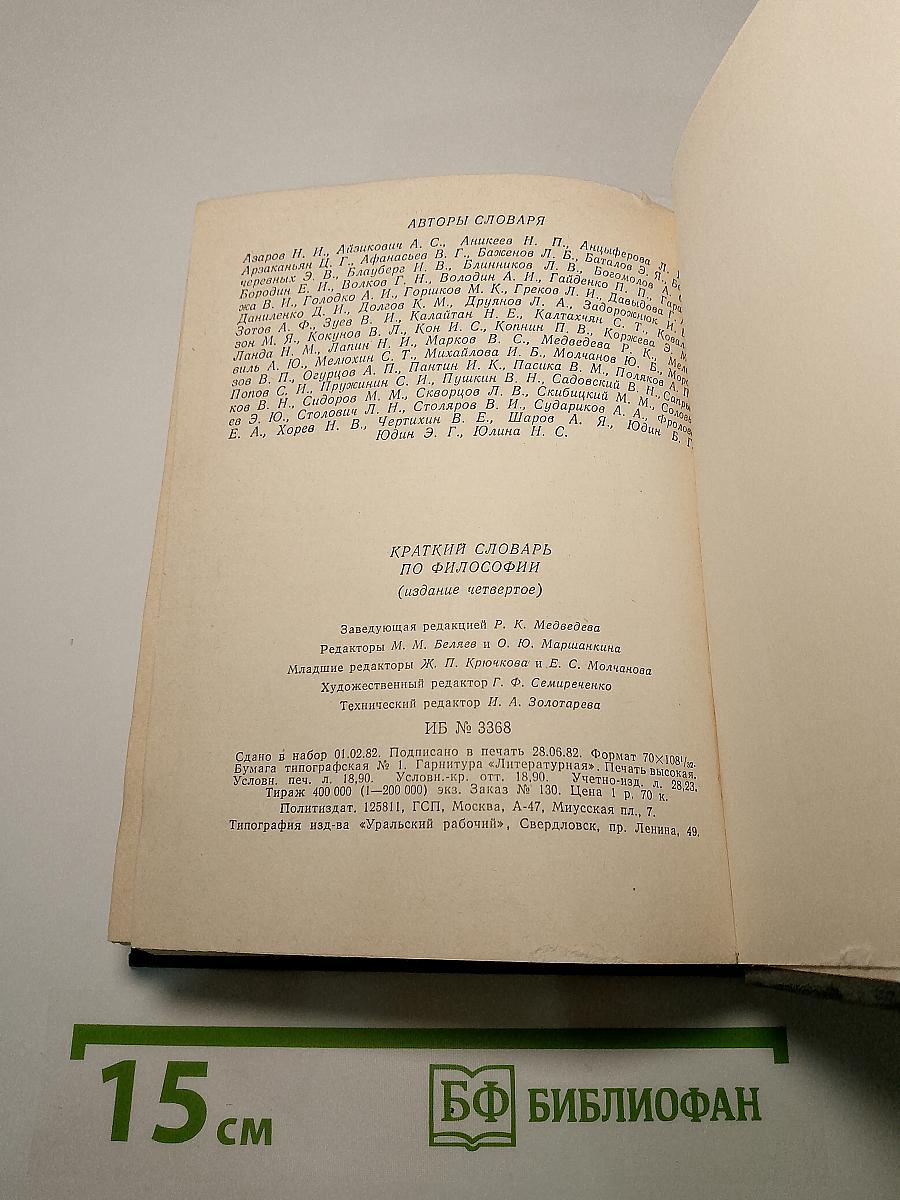 АВТОРЫ СЛОВАРЯ
Азаров Н. И., Айзикович А. С., Аникеев Н. П., Анцыферова Л.
Арзаканьян Ц. Г., Афанасьев В. Г., Баженов Л. Б., Баталов Э. Я.,
черевных Э. В., Блауберг И. В., Блинников Л. В., Богомолов А. С.
Бородин Е. И., Волков Г. Н., Володин А. И., Гайденко П. П.,
жа В. И., Голодко А. И., Горшков М. К., Греков Л. И., Давыдова Г.
Даниленко Д. И., Долгов К. М., Друянов Л. А., Задорожнюк И.
Зотов А. Ф., Зуев В. И., Калайтан Н. Е., Калтахчян С. Т.,
зон М. Я., Кокунов В. Л., Кон И. С., Копнин П. В., Коржева Э. М.
Ланда Н. М., Лапин Н. И., Марков В. С., Медведева Р. К.,
виль А. Ю., Мелюхин С. Т., Михайлова И. Б., Молчанов Ю. Б.,
зов В. П., Огурцов А. П., Пантин И. К., Пасика В. М., Поляков А. П.
Попов С. И., Пружинин С. И., Пушкин В. Н., Садовский В. Н.,
ков В. Н., Сидоров М. М., Скворцов Л. В., Скибицкий М. М.,
ев Э. Ю., Столович Л. Н., Столяров В. И., Судариков А. А.,
Е. А., Хорев Н. В., Чертихин В. Е., Шаров А. Я., Юдин Б. Г.
Юдин Э. Г., Юлина Н. С.
КРАТКИЙ СЛОВАРЬ
ПО ФИЛОСОФИИ
(издание четвертое)
Заведующая редакцией Р. К. Медведева
Редакторы М. М. Беляев и О. Ю. Маршанкина
Младшие редакторы Ж. П. Крючкова и Е. С. Молчанова
Художественный редактор Г. Ф. Семиреченко
Технический редактор И. А. Золотарева
ИБ № 3368
Сдано в набор 01.02.82. Подписано в печать 28.06.82. Формат 70×108¹/₃₂.
Бумага типографская № 1. Гарнитура «Литературная». Печать высокая.
Условн. печ. л. 18,90. Условн.-кр. отт. 18,90. Учетно-изд. л. 28,23.
Тираж 400 000 (1—200 000) экз. Заказ № 130. Цена 1 р. 70 к.
Политиздат. 125811, ГСП, Москва, А-47, Миусская пл., 7.
Типография изд-ва «Уральский рабочий», Свердловск, пр. Ленина, 49.
15 см
БФ БИБЛИОФАН